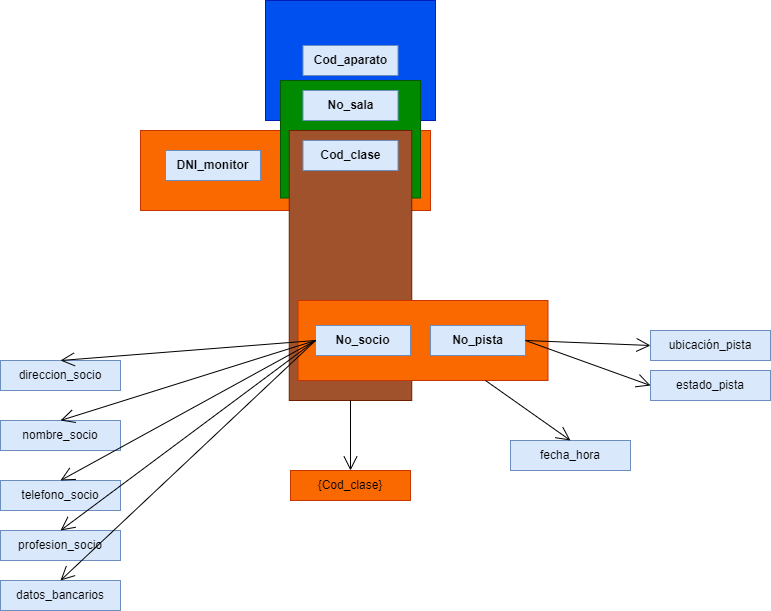 Cod_aparato
No_sala
Cod_clase
DNI_monitor
No_socio
No_pista
ubicación_pista
estado_pista
direccion_socio
nombre_socio
fecha_hora
telefono_socio
{Cod_clase}
profesion_socio
datos_bancarios